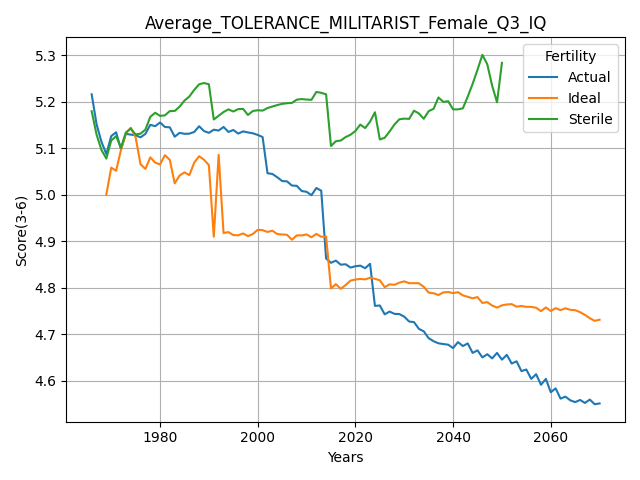 Average_TOLERANCE_MILITARIST_Female_Q3_IQ
Fertility
Actual
Ideal
Sterile
Score(3-6)
5.3
5.2
5.1
5.0
4.9
4.8
4.7
4.6
1980 2000 2020 2040 2060
Years